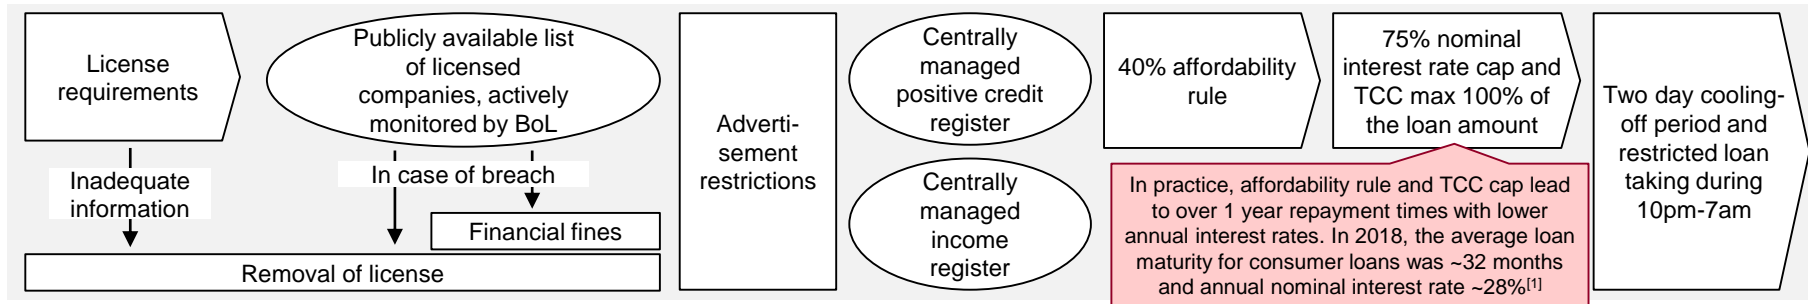 License
requirements
Inadequate
information
Publicly available list
of licensed
companies, actively
monitored by BoL
In case of breach
Financial fines
Removal of license
Adverti-
sement
restrictions
Centrally
managed
positive credit
register
Centrally
managed
income
register
40% affordability
rule
75% nominal
interest rate cap and
TCC max 100% of
the loan amount
In practice, affordability rule and TCC cap lead
to over 1 year repayment times with lower
annual interest rates. In 2018, the average loan
maturity for consumer loans was ~32 months
and annual nominal interest rate ~28%[1]
Two day cooling-
off period and
restricted loan
taking during
10pm-7am